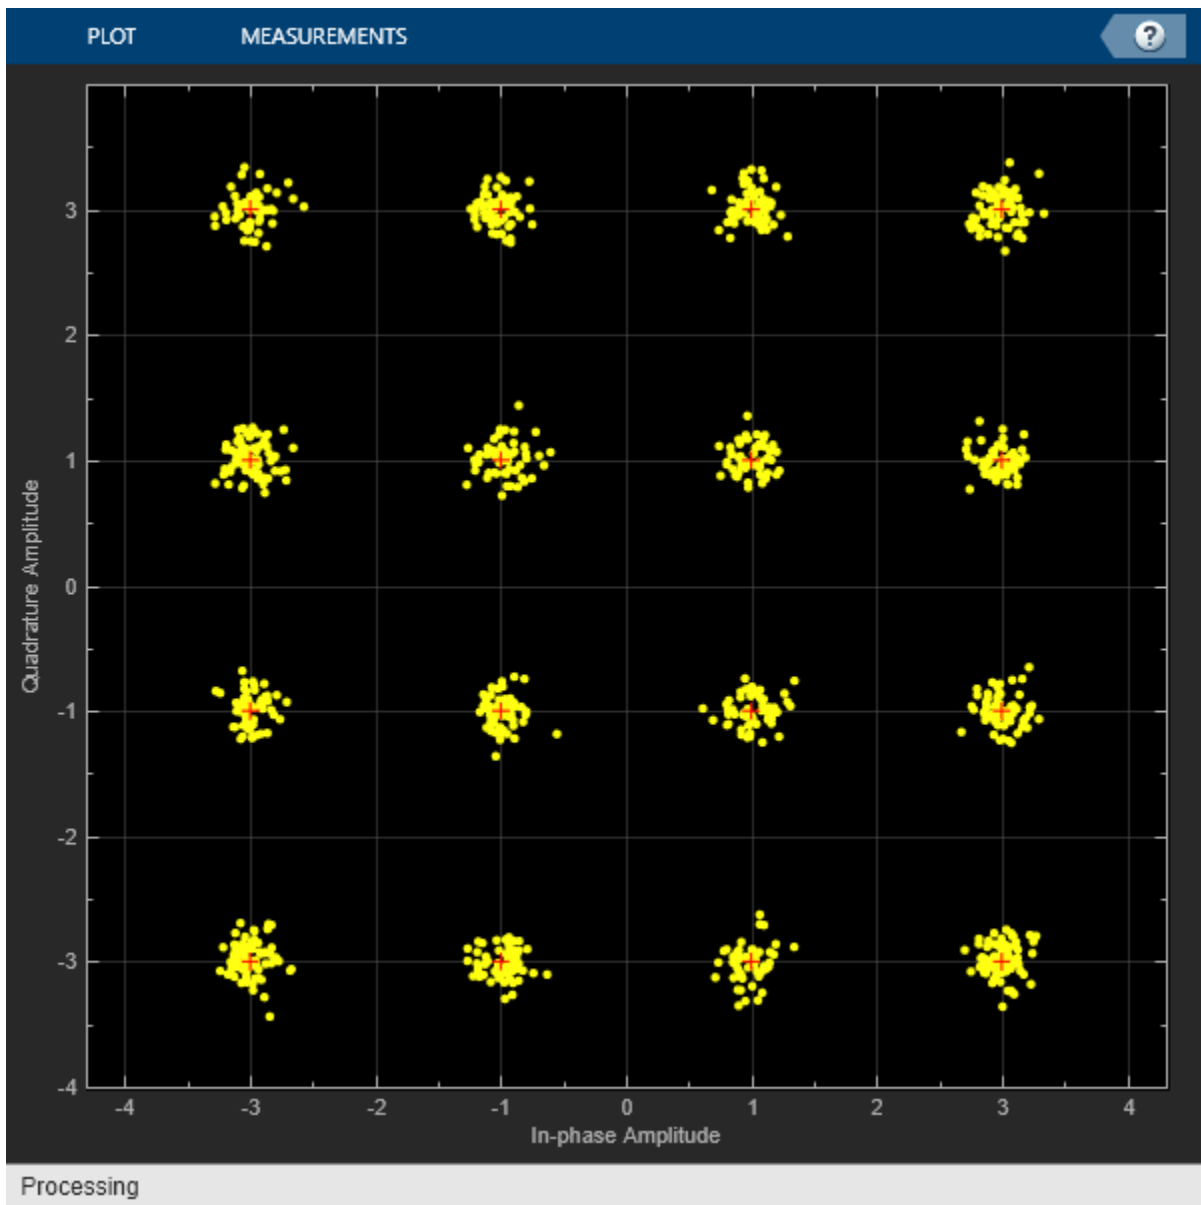 PLOT MEASUREMENTS ?
3
2
1
0
-1
-2
-3
-4
Quadrature Amplitude
-4 -3 -2 -1 0 1 2 3 4
In-phase Amplitude
Processing